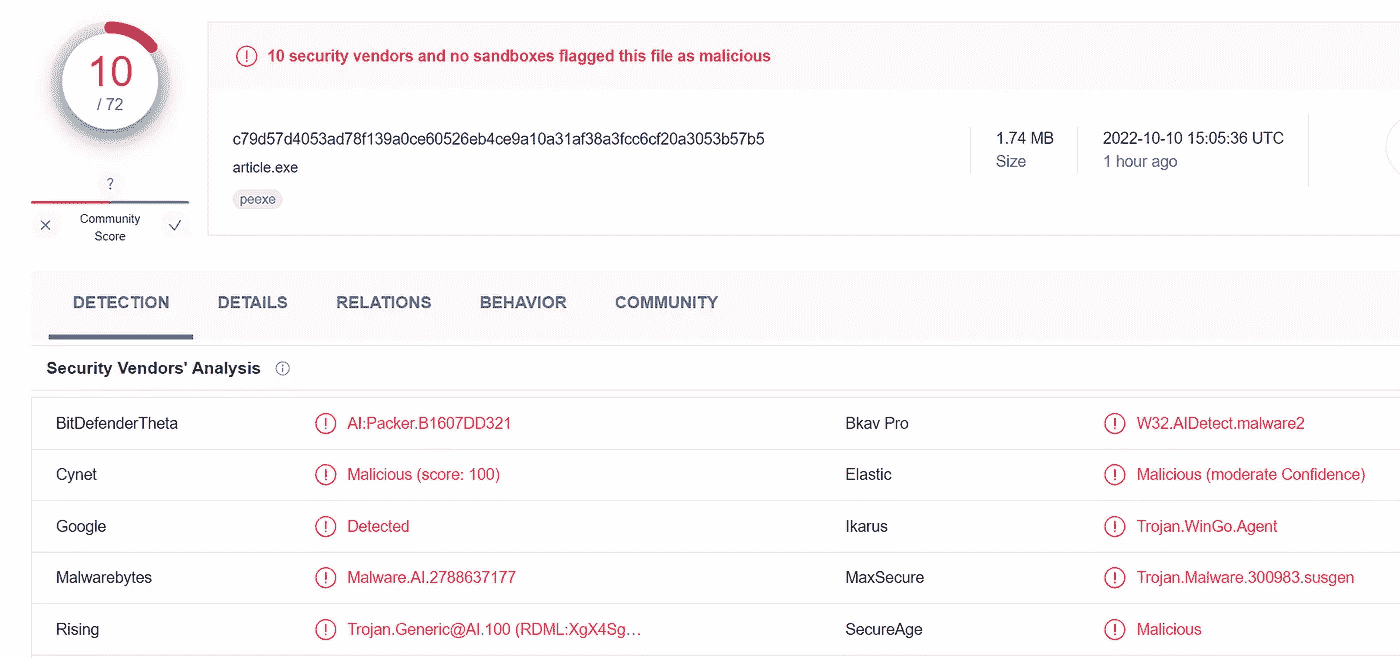 10
/ 72
?
Community
Score
10 security vendors and no sandboxes flagged this file as malicious
c79d57d4053ad78f139a0ce60526eb4ce9a10a31af38a3fcc6cf20a3053b57b5
article.exe
peexe
1.74 MB
Size
2022-10-10 15:05:36 UTC
1 hour ago
DETECTION DETAILS RELATIONS BEHAVIOR COMMUNITY
Security Vendors' Analysis
BitDefenderTheta AI:Packer.B1607DD321 Bkav Pro W32.AIDetect.malware2
Cynet Malicious (score: 100) Elastic Malicious (moderate Confidence)
Google Detected Ikarus Trojan.WinGo.Agent
Malwarebytes Malware.AI.2788637177 MaxSecure Trojan.Malware.300983.susgen
Rising Trojan.Generic@AI.100 (RDML:XgX4Sg… SecureAge Malicious